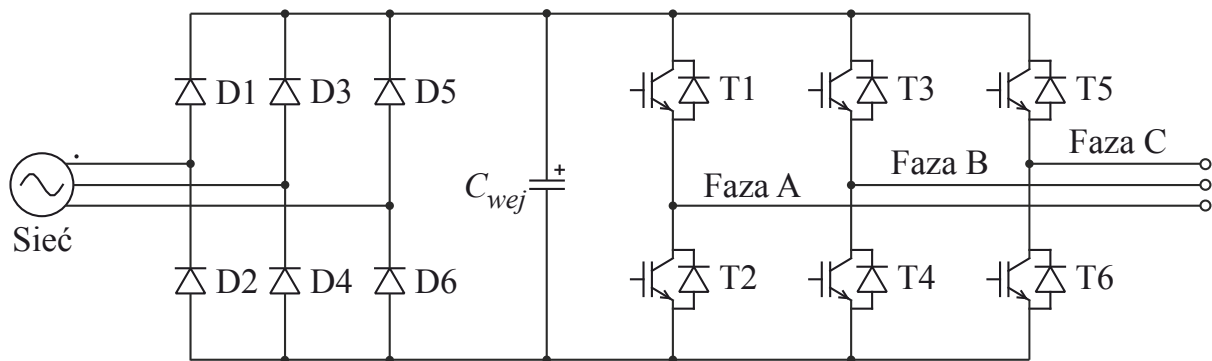 D1
D3
D5
T1
T3
T5
Faza C
Faza B
Faza A
C_wej
+
Sieć
D2
D4
D6
T2
T4
T6